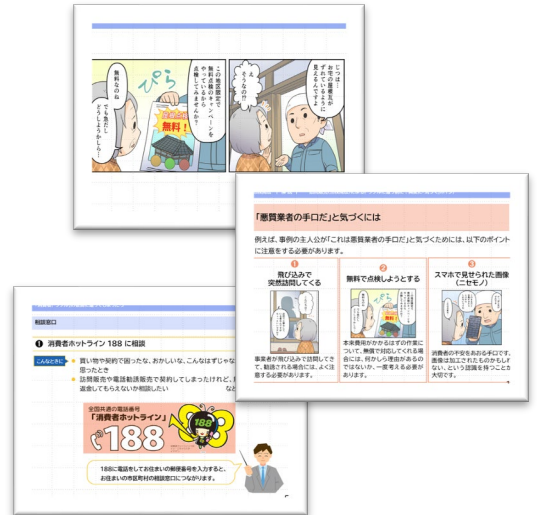 じつは…
お宅の屋根瓦が
ずれているように
見えるんですよ
え、
そうなの!?
この地区限定で
無料点検のキャンペーンを
やっているから
点検してみませんか?
ぴら
無料!
無料なのね
でも急だし
どうしようかしら…
「悪質業者の手口だ」と気づくには
例えば、事例の主人公が「これは悪質業者の手口だ」と気づくためには、以下のポイント
に注意をする必要があります。
❶
飛び込みで
突然訪問してくる
事業者が飛び込みで訪問してき
て、勧誘される場合には、よく注
意する必要があります。
❷
無料で点検しようとする
本来費用がかかるはずの作業に
ついて、無償で対応してくれる場
合には、何かしら理由があるの
ではないか、一度考える必要が
あります。
❸
スマホで見せられた画像
(ニセモノ)
消費者の不安をあおる手口です。
画像は加工されたものかもしれ
ない、という認識を持つことが
大切です。
相談窓口
❶ 消費者ホットライン 188 に相談
こんなときに
買い物や契約で困ったな、おかしいな、こんなはずじゃな
思ったとき
訪問販売や電話勧誘販売で契約してしまったけれど、
返金してもらえないか相談したい な
全国共通の電話番号
「消費者ホットライン」
188
188
188に電話をしてお住まいの郵便番号を入力すると、
お住まいの市区町村の相談窓口につながります。